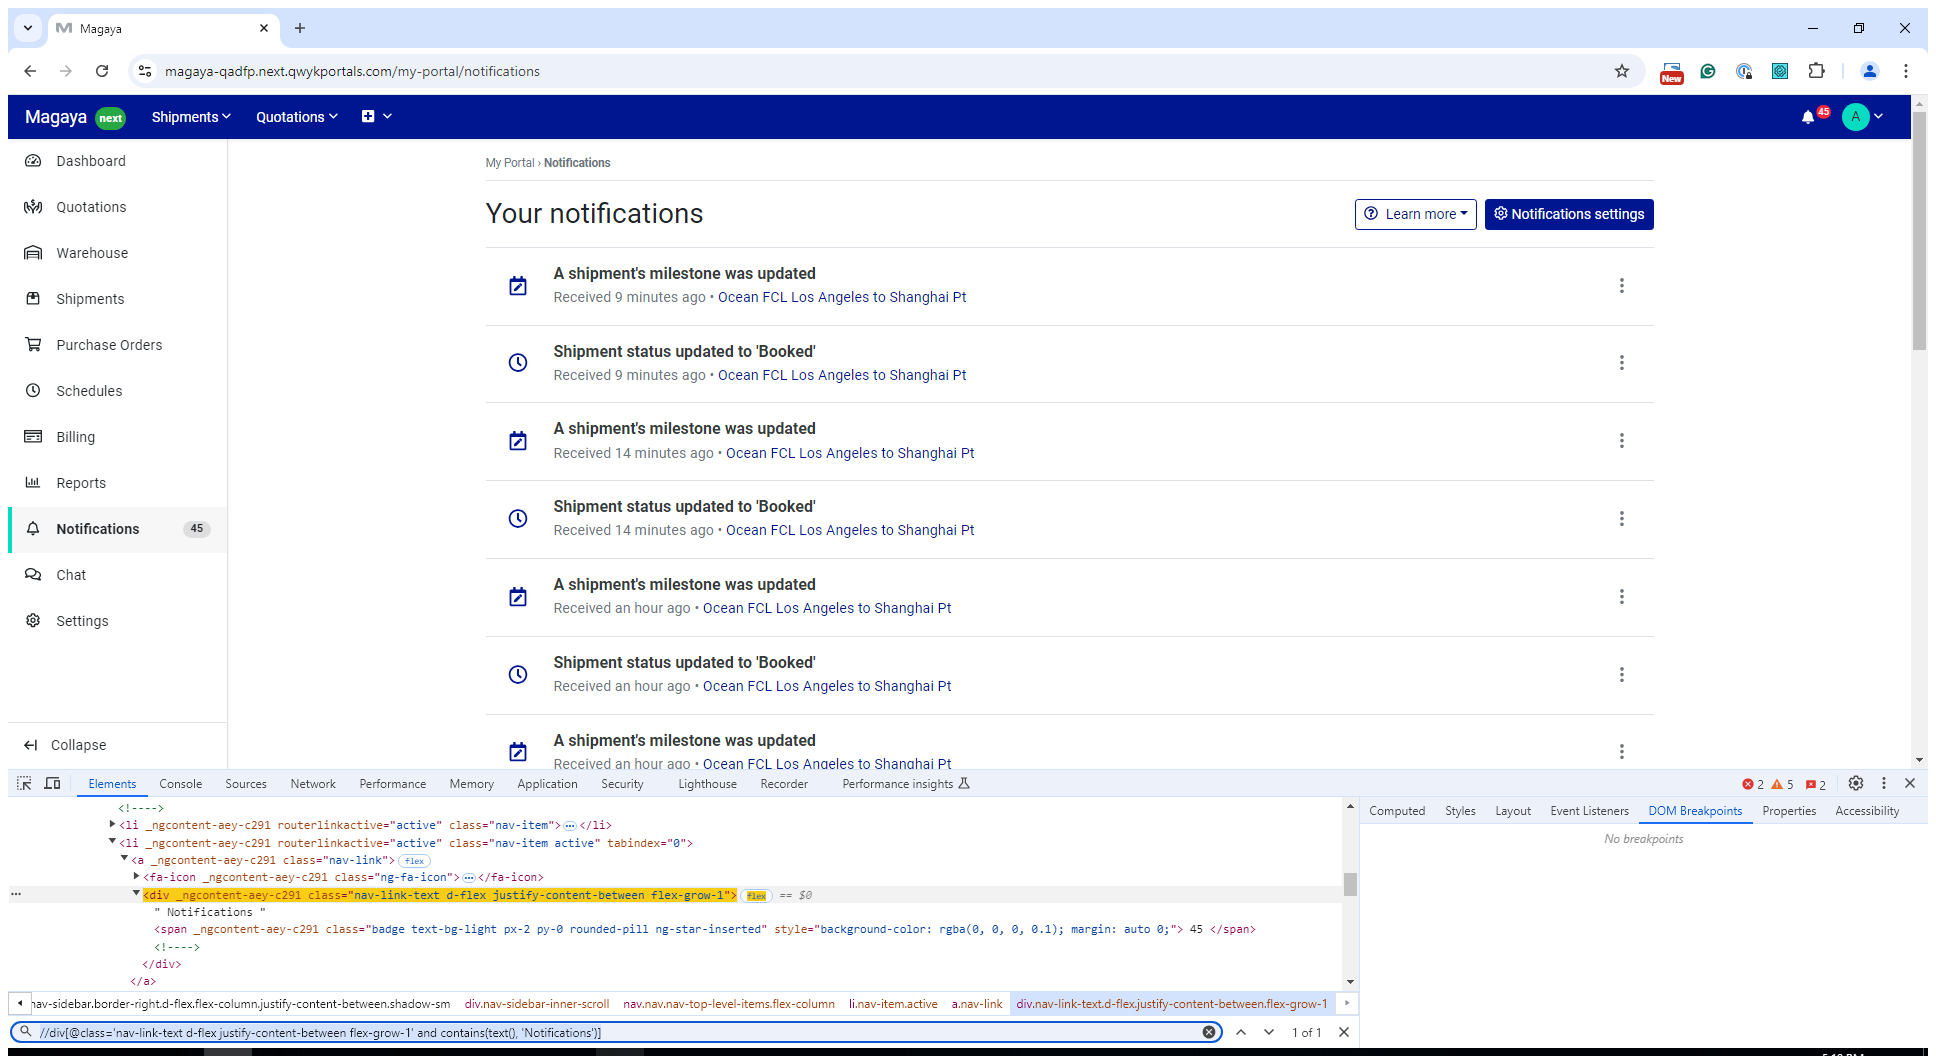 Magaya
magaya-qadfp.next.qwykportals.com/my-portal/notifications
New
Magaya next Shipments Quotations 45 A
Dashboard
Quotations
Warehouse
Shipments
Purchase Orders
Schedules
Billing
Reports
Notifications 45
Chat
Settings
Collapse
My Portal › Notifications
Your notifications
Learn more Notifications settings
A shipment's milestone was updated
Received 9 minutes ago • Ocean FCL Los Angeles to Shanghai Pt
Shipment status updated to 'Booked'
Received 9 minutes ago • Ocean FCL Los Angeles to Shanghai Pt
A shipment's milestone was updated
Received 14 minutes ago • Ocean FCL Los Angeles to Shanghai Pt
Shipment status updated to 'Booked'
Received 14 minutes ago • Ocean FCL Los Angeles to Shanghai Pt
A shipment's milestone was updated
Received an hour ago • Ocean FCL Los Angeles to Shanghai Pt
Shipment status updated to 'Booked'
Received an hour ago • Ocean FCL Los Angeles to Shanghai Pt
A shipment's milestone was updated
Received an hour ago • Ocean FCL Los Angeles to Shanghai Pt
Elements Console Sources Network Performance Memory Application Security Lighthouse Recorder Performance insights 2 5 2
<!---->
<li _ngcontent-aey-c291 routerlinkactive="active" class="nav-item">…</li>
<li _ngcontent-aey-c291 routerlinkactive="active" class="nav-item active" tabindex="0">
<a _ngcontent-aey-c291 class="nav-link"> flex
<fa-icon _ngcontent-aey-c291 class="ng-fa-icon">…</fa-icon>
… <div _ngcontent-aey-c291 class="nav-link-text d-flex justify-content-between flex-grow-1"> flex == $0
" Notifications "
<span _ngcontent-aey-c291 class="badge text-bg-light px-2 py-0 rounded-pill ng-star-inserted" style="background-color: rgba(0, 0, 0, 0.1); margin: auto 0;"> 45 </span>
<!---->
</div>
</a>
Computed Styles Layout Event Listeners DOM Breakpoints Properties Accessibility
No breakpoints
nav-sidebar.border-right.d-flex.flex-column.justify-content-between.shadow-sm div.nav-sidebar-inner-scroll nav.nav.nav-top-level-items.flex-column li.nav-item.active a.nav-link div.nav-link-text.d-flex.justify-content-between.flex-grow-1
//div[@class='nav-link-text d-flex justify-content-between flex-grow-1' and contains(text(), 'Notifications')] 1 of 1